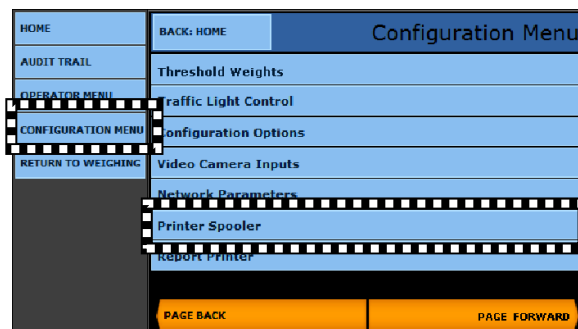 HOME
AUDIT TRAIL
OPERATOR MENU
CONFIGURATION MENU
RETURN TO WEIGHING
BACK: HOME
Configuration Menu
Threshold Weights
Traffic Light Control
Configuration Options
Video Camera Inputs
Network Parameters
Printer Spooler
Report Printer
PAGE BACK
PAGE FORWARD